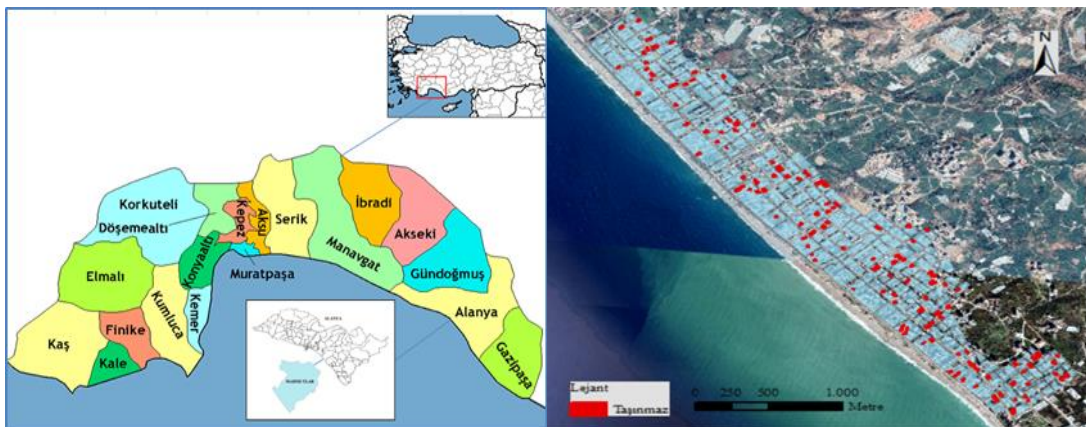 Korkuteli
Döşemealtı
Kepez
Aksu
Serik
İbradi
Akseki
Manavgat
Gündoğmuş
Elmalı
Konyaaltı
Muratpaşa
Kumluca
Kemer
Alanya
Kaş
Finike
Kale
Gazipaşa
N
Lejant
Taşınmaz
0 250 500 1.000
Metre